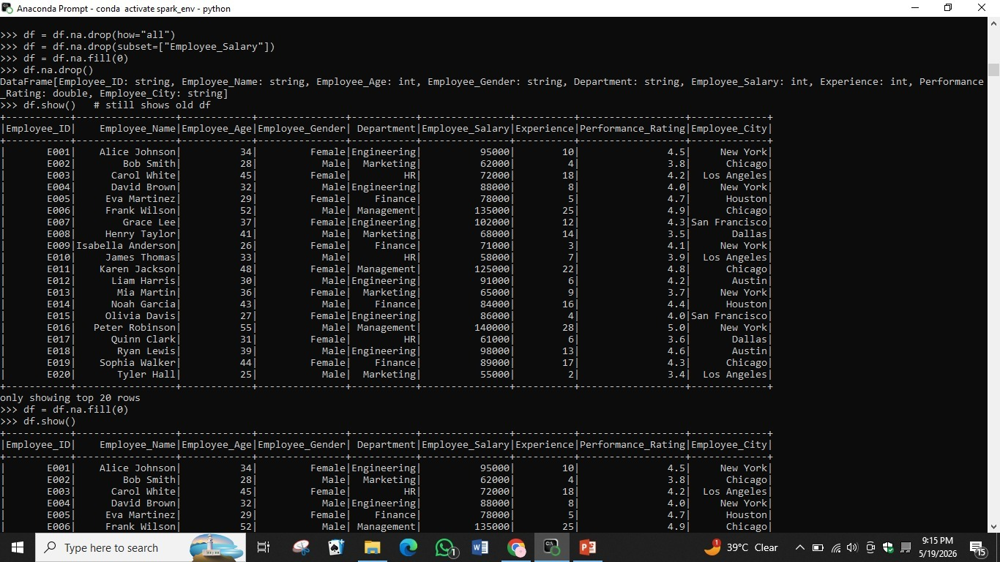 Anaconda Prompt - conda  activate spark_env - python
>>> df = df.na.drop(how="all")
>>> df = df.na.drop(subset=["Employee_Salary"])
>>> df = df.na.fill(0)
>>> df.na.drop()
DataFrame[Employee_ID: string, Employee_Name: string, Employee_Age: int, Employee_Gender: string, Department: string, Employee_Salary: int, Experience: int, Performance
_Rating: double, Employee_City: string]
>>> df.show()   # still shows old df
+-----------+-----------------+------------+---------------+-----------+---------------+----------+------------------+-------------+
|Employee_ID|    Employee_Name|Employee_Age|Employee_Gender| Department|Employee_Salary|Experience|Performance_Rating|Employee_City|
+-----------+-----------------+------------+---------------+-----------+---------------+----------+------------------+-------------+
|       E001|    Alice Johnson|          34|         Female|Engineering|          95000|        10|               4.5|     New York|
|       E002|        Bob Smith|          28|           Male|  Marketing|          62000|         4|               3.8|      Chicago|
|       E003|      Carol White|          45|         Female|         HR|          72000|        18|               4.2|  Los Angeles|
|       E004|      David Brown|          32|           Male|Engineering|          88000|         8|               4.0|     New York|
|       E005|     Eva Martinez|          29|         Female|    Finance|          78000|         5|               4.7|      Houston|
|       E006|     Frank Wilson|          52|           Male| Management|         135000|        25|               4.9|      Chicago|
|       E007|        Grace Lee|          37|         Female|Engineering|         102000|        12|               4.3|San Francisco|
|       E008|     Henry Taylor|          41|           Male|  Marketing|          68000|        14|               3.5|       Dallas|
|       E009|Isabella Anderson|          26|         Female|    Finance|          71000|         3|               4.1|     New York|
|       E010|     James Thomas|          33|           Male|         HR|          58000|         7|               3.9|  Los Angeles|
|       E011|    Karen Jackson|          48|         Female| Management|         125000|        22|               4.8|      Chicago|
|       E012|      Liam Harris|          30|           Male|Engineering|          91000|         6|               4.2|       Austin|
|       E013|       Mia Martin|          36|         Female|  Marketing|          65000|         9|               3.7|     New York|
|       E014|      Noah Garcia|          43|           Male|    Finance|          84000|        16|               4.4|      Houston|
|       E015|     Olivia Davis|          27|         Female|Engineering|          86000|         4|               4.0|San Francisco|
|       E016|   Peter Robinson|          55|           Male| Management|         140000|        28|               5.0|     New York|
|       E017|      Quinn Clark|          31|         Female|         HR|          61000|         6|               3.6|       Dallas|
|       E018|       Ryan Lewis|          39|           Male|Engineering|          98000|        13|               4.6|       Austin|
|       E019|    Sophia Walker|          44|         Female|    Finance|          89000|        17|               4.3|      Chicago|
|       E020|       Tyler Hall|          25|           Male|  Marketing|          55000|         2|               3.4|  Los Angeles|
+-----------+-----------------+------------+---------------+-----------+---------------+----------+------------------+-------------+
only showing top 20 rows
>>> df = df.na.fill(0)
>>> df.show()
+-----------+-----------------+------------+---------------+-----------+---------------+----------+------------------+-------------+
|Employee_ID|    Employee_Name|Employee_Age|Employee_Gender| Department|Employee_Salary|Experience|Performance_Rating|Employee_City|
+-----------+-----------------+------------+---------------+-----------+---------------+----------+------------------+-------------+
|       E001|    Alice Johnson|          34|         Female|Engineering|          95000|        10|               4.5|     New York|
|       E002|        Bob Smith|          28|           Male|  Marketing|          62000|         4|               3.8|      Chicago|
|       E003|      Carol White|          45|         Female|         HR|          72000|        18|               4.2|  Los Angeles|
|       E004|      David Brown|          32|           Male|Engineering|          88000|         8|               4.0|     New York|
|       E005|     Eva Martinez|          29|         Female|    Finance|          78000|         5|               4.7|      Houston|
|       E006|     Frank Wilson|          52|           Male| Management|         135000|        25|               4.9|      Chicago|
Type here to search
1
W
P
1
39°C Clear
9:15 PM
5/19/2026
15